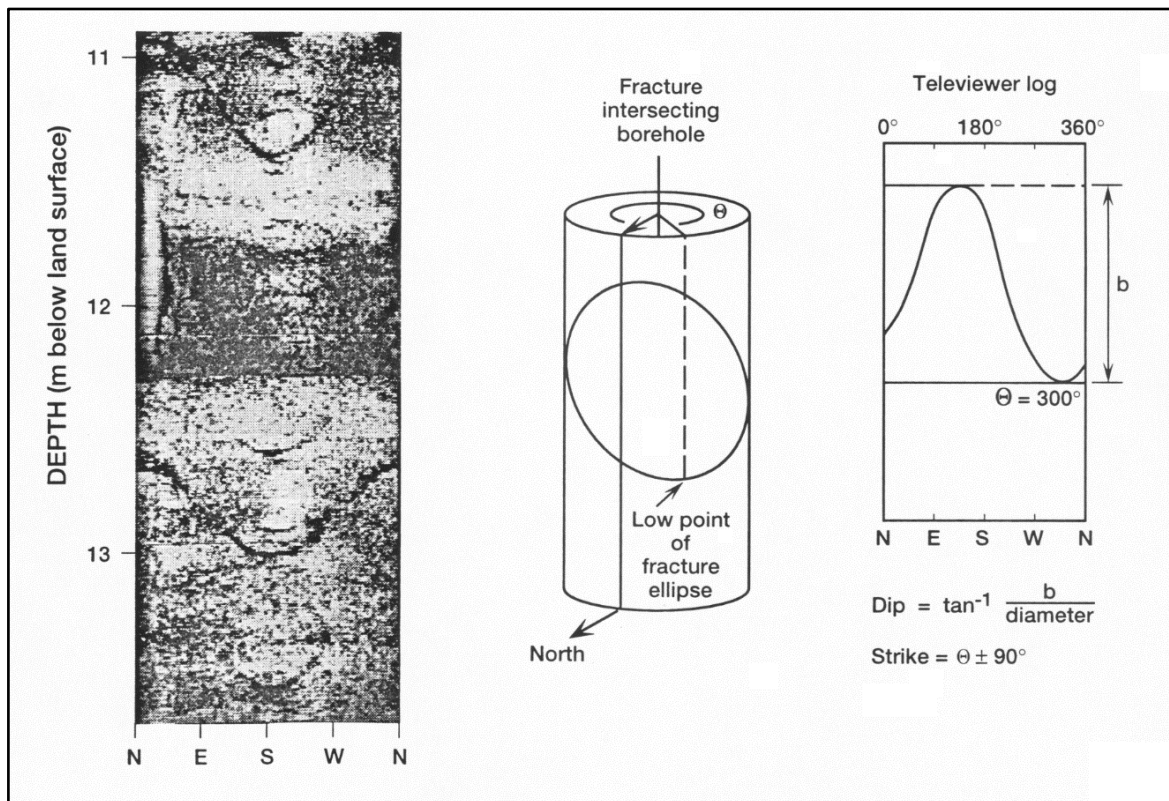 DEPTH (m below land surface)
11
12
13
N E S W N
Fracture
intersecting
borehole
Θ
Low point
of
fracture
ellipse
North
Televiewer log
0° 180° 360°
b
Θ = 300°
N E S W N
Dip = tan⁻¹ b
diameter
Strike = Θ ± 90°